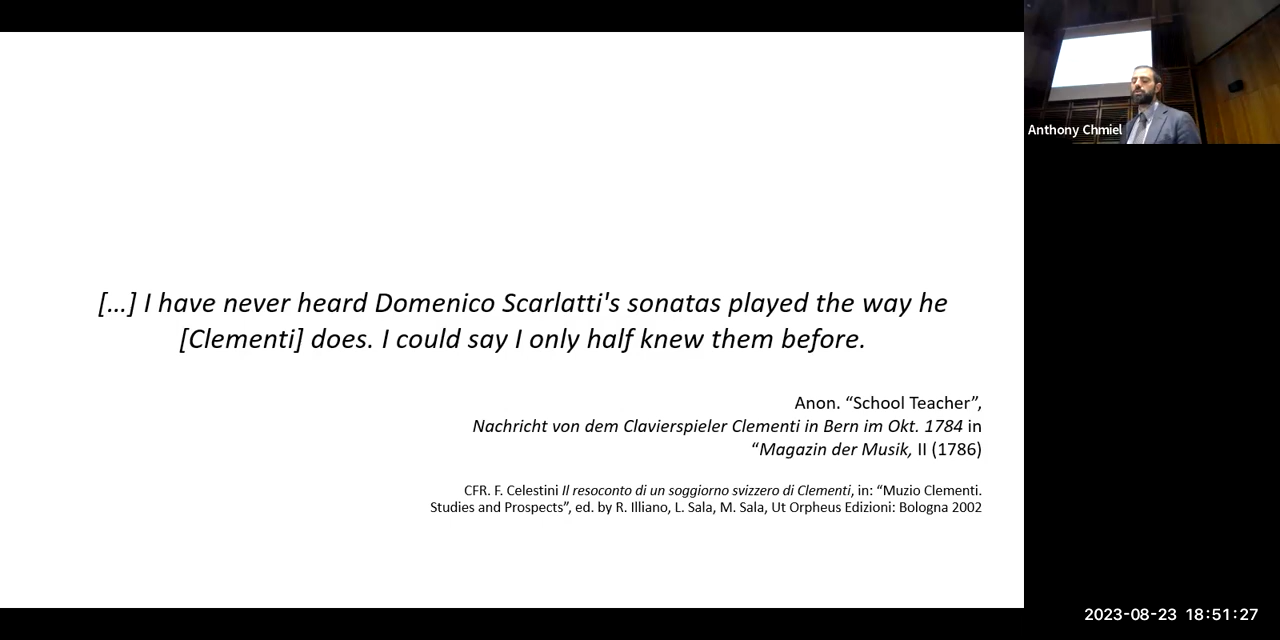 [...] I have never heard Domenico Scarlatti's sonatas played the way he
[Clementi] does. I could say I only half knew them before.
Anon. “School Teacher”,
Nachricht von dem Clavierspieler Clementi in Bern im Okt. 1784 in
“Magazin der Musik, II (1786)
CFR. F. Celestini Il resoconto di un soggiorno svizzero di Clementi, in: “Muzio Clementi.
Studies and Prospects”, ed. by R. Illiano, L. Sala, M. Sala, Ut Orpheus Edizioni: Bologna 2002
Anthony Chmiel
2023-08-23 18:51:27